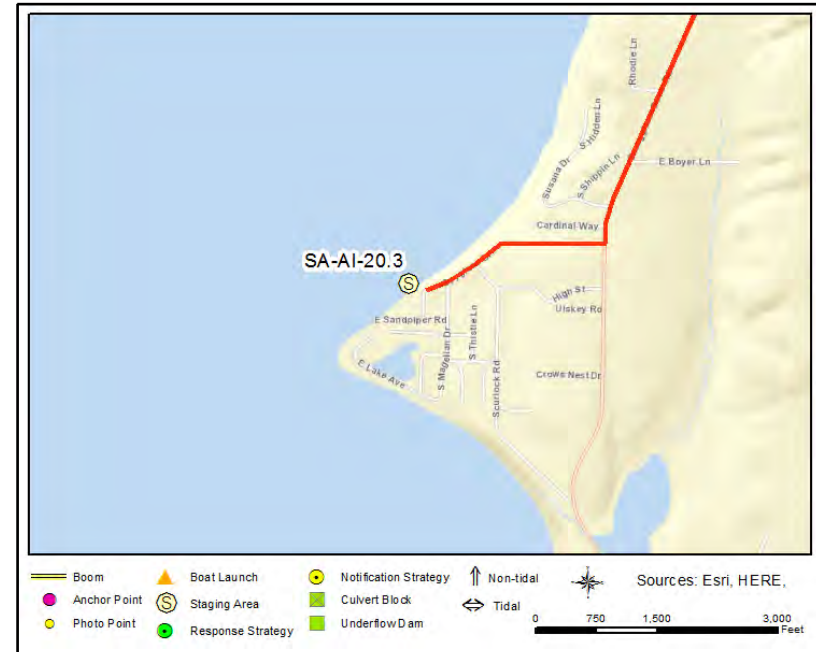 Rhodie Ln
S Hidden Ln
S Shippin Ln
Susana Dr
E Boyer Ln
Cardinal Way
SA-AI-20.3
High St
Ulskey Rd
E Sandpiper Rd
S Thistle Ln
S Magellan Dr
E Lake Ave
Scurlock Rd
Crows Nest Dr
Boom
Anchor Point
Photo Point
Boat Launch
S Staging Area
Response Strategy
Notification Strategy
Culvert Block
Underflow Dam
Non-tidal
Tidal
Sources: Esri, HERE,
0 750 1,500 3,000
Feet